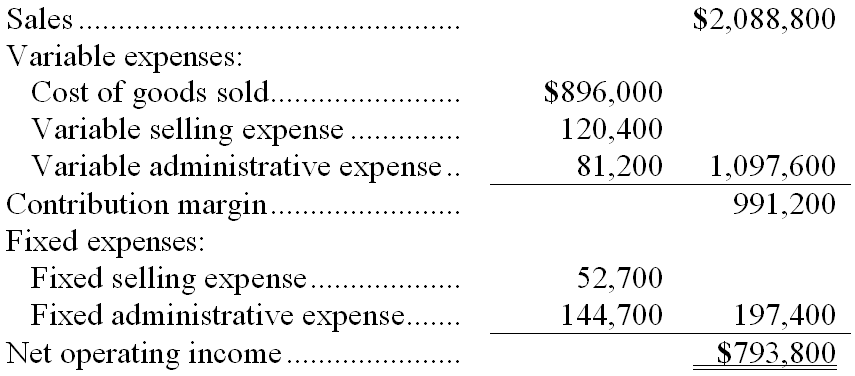 Sales ................................................ $2,088,800
Variable expenses:
Cost of goods sold........................ $896,000
Variable selling expense .............. 120,400
Variable administrative expense.. 81,200 1,097,600
Contribution margin........................ 991,200
Fixed expenses:
Fixed selling expense................... 52,700
Fixed administrative expense....... 144,700 197,400
Net operating income...................... $793,800